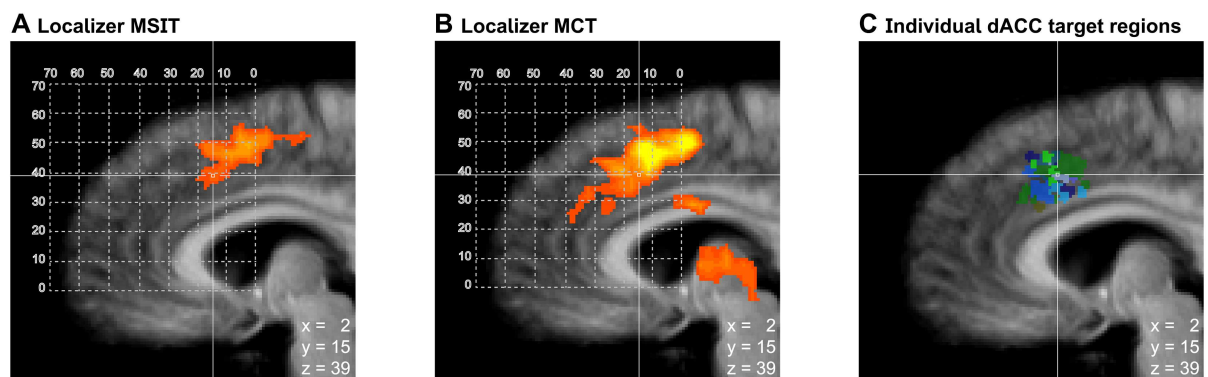 A Localizer MSIT
70 60 50 40 30 20 10 0
70
60
50
40
30
20
10
0
x = 2
y = 15
z = 39
B Localizer MCT
70 60 50 40 30 20 10 0
70
60
50
40
30
20
10
0
x = 2
y = 15
z = 39
C Individual dACC target regions
x = 2
y = 15
z = 39